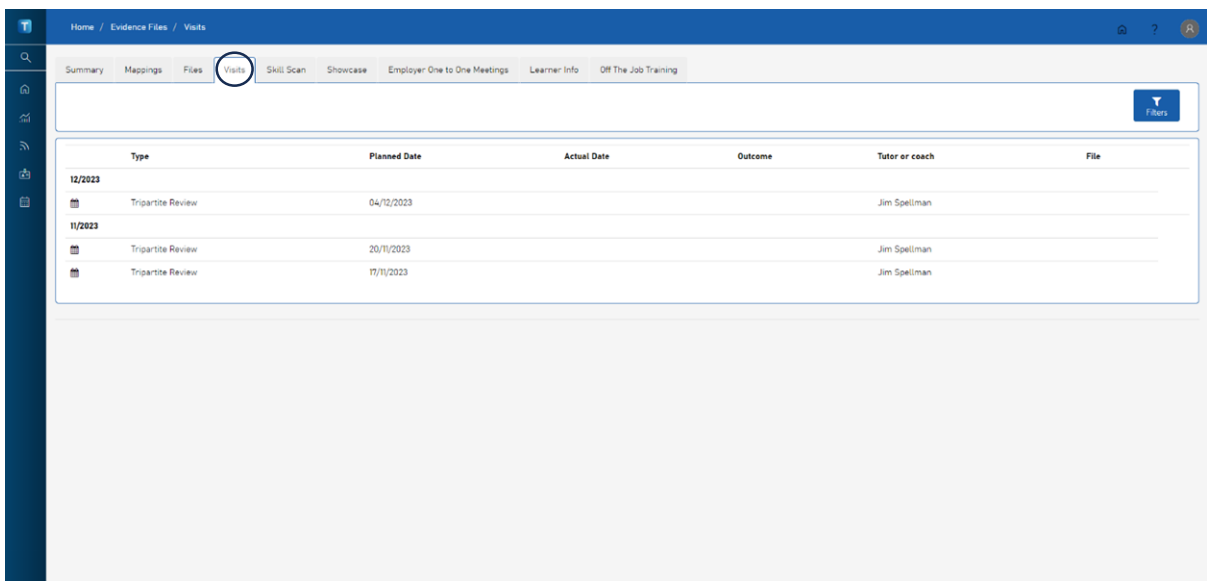 T
Home / Evidence Files / Visits ?
Summary Mappings Files Visits Skill Scan Showcase Employer One to One Meetings Learner Info Off The Job Training
Filters
Type Planned Date Actual Date Outcome Tutor or coach File
12/2023
Tripartite Review 04/12/2023 Jim Spellman
11/2023
Tripartite Review 20/11/2023 Jim Spellman
Tripartite Review 17/11/2023 Jim Spellman